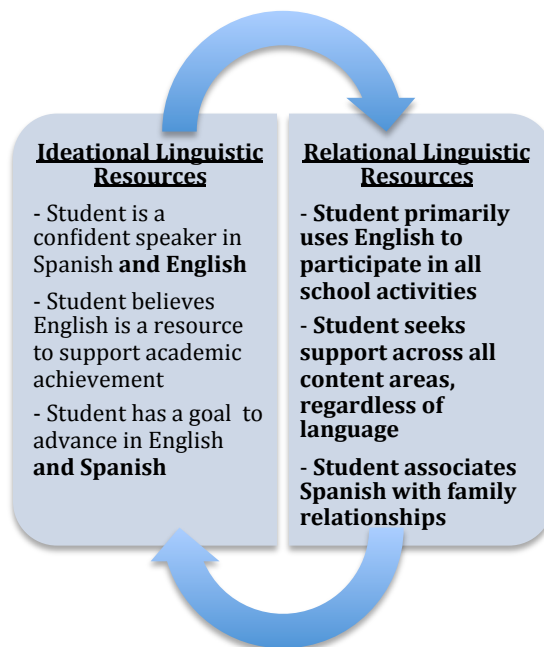 Ideational Linguistic
Resources
- Student is a
confident speaker in
Spanish and English
- Student believes
English is a resource
to support academic
achievement
- Student has a goal to
advance in English
and Spanish
Relational Linguistic
Resources
- Student primarily
uses English to
participate in all
school activities
- Student seeks
support across all
content areas,
regardless of
language
- Student associates
Spanish with family
relationships